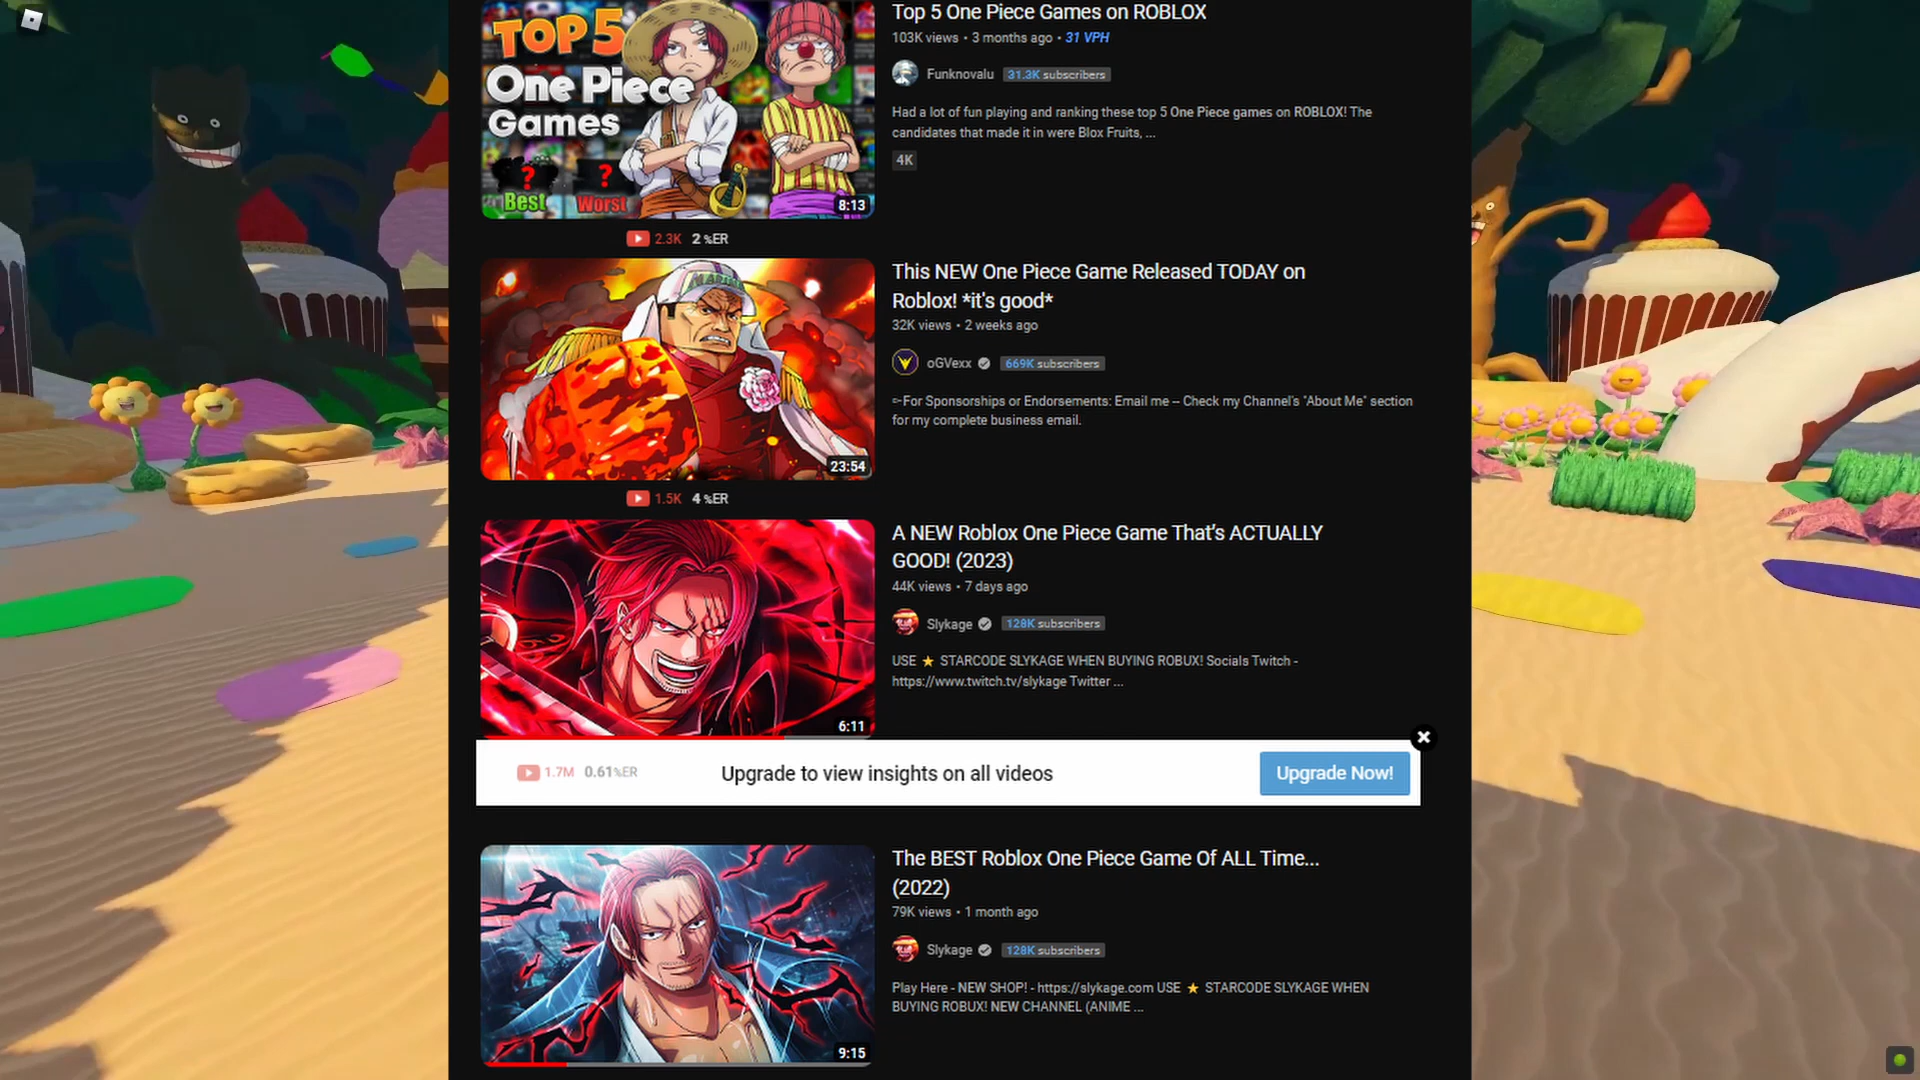 TOP 5
One Piece
Games
?
?
Best
Worst
8:13
Top 5 One Piece Games on ROBLOX
103K views • 3 months ago • 31 VPH
Funknovalu 31.3K subscribers
Had a lot of fun playing and ranking these top 5 One Piece games on ROBLOX! The
candidates that made it in were Blox Fruits, ...
4K
2.3K 2 %ER
MARINE
23:54
This NEW One Piece Game Released TODAY on
Roblox! *it's good*
32K views • 2 weeks ago
oGVexx 669K subscribers
For Sponsorships or Endorsements: Email me -- Check my Channel's "About Me" section
for my complete business email.
1.5K 4 %ER
6:11
A NEW Roblox One Piece Game That's ACTUALLY
GOOD! (2023)
44K views • 7 days ago
Slykage 128K subscribers
USE ⭐ STARCODE SLYKAGE WHEN BUYING ROBUX! Socials Twitch -
https://www.twitch.tv/slykage Twitter ...
1.7M 0.61%ER
Upgrade to view insights on all videos
Upgrade Now!
9:15
The BEST Roblox One Piece Game Of ALL Time...
(2022)
79K views • 1 month ago
Slykage 128K subscribers
Play Here - NEW SHOP! - https://slykage.com USE ⭐ STARCODE SLYKAGE WHEN
BUYING ROBUX! NEW CHANNEL (ANIME ...